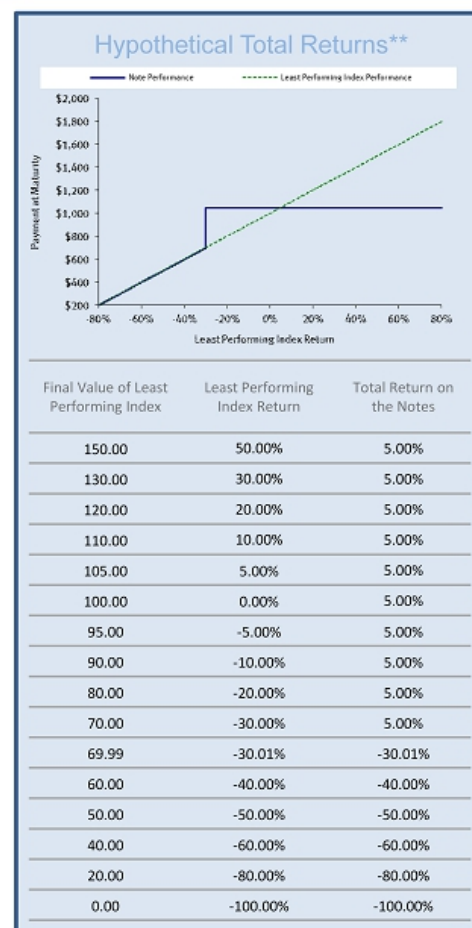 Hypothetical Total Returns**
Note Performance Least Performing Index Performance
$2,000
$1,800
$1,600
$1,400
$1,200
$1,000
$800
$600
$400
$200
Payment at Maturity
-80% -60% -40% -20% 0% 20% 40% 60% 80%
Least Performing Index Return
Final Value of Least Least Performing Total Return on
Performing Index Index Return the Notes
150.00 50.00% 5.00%
130.00 30.00% 5.00%
120.00 20.00% 5.00%
110.00 10.00% 5.00%
105.00 5.00% 5.00%
100.00 0.00% 5.00%
95.00 -5.00% 5.00%
90.00 -10.00% 5.00%
80.00 -20.00% 5.00%
70.00 -30.00% 5.00%
69.99 -30.01% -30.01%
60.00 -40.00% -40.00%
50.00 -50.00% -50.00%
40.00 -60.00% -60.00%
20.00 -80.00% -80.00%
0.00 -100.00% -100.00%